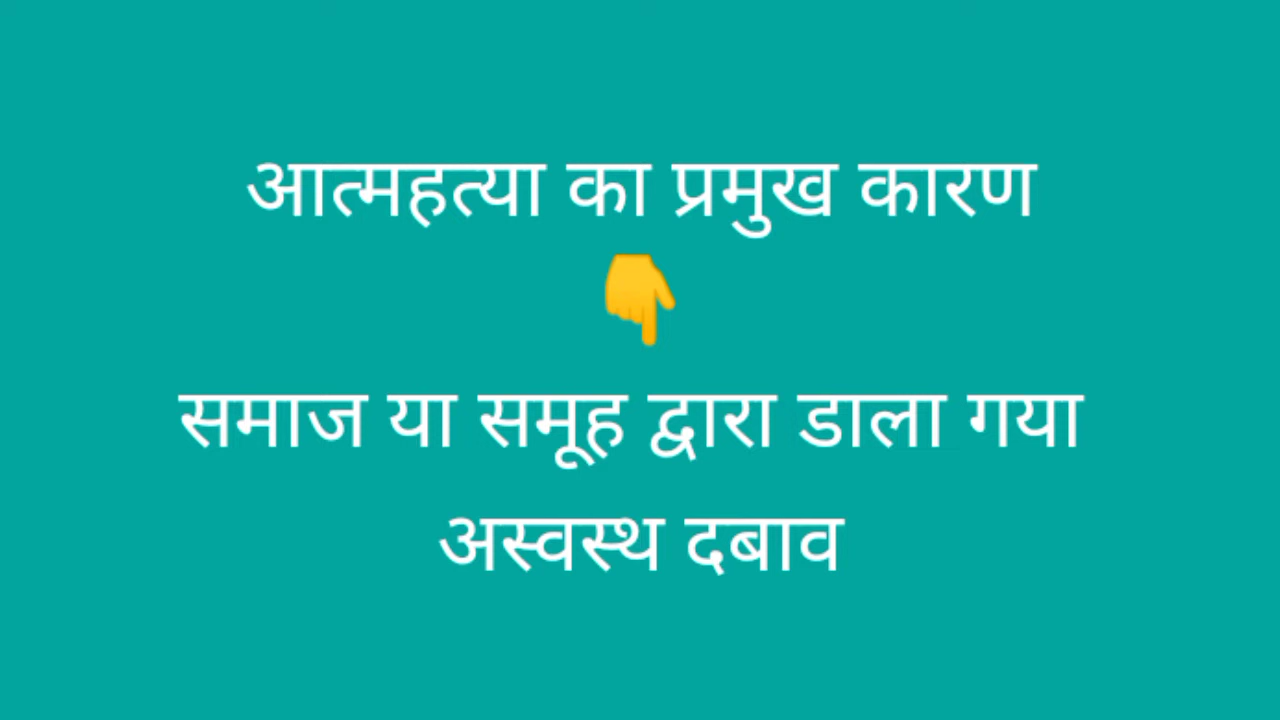 आत्महत्या का प्रमुख कारण
👇
समाज या समूह द्वारा डाला गया
अस्वस्थ दबाव